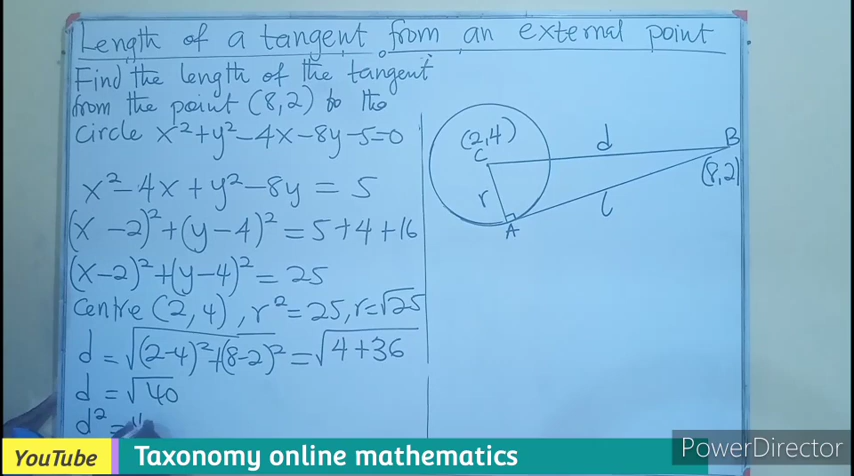 Length of a tangent from an external point
Find the length of the tangent
from the point (8,2) to the
Circle x²+y²-4x-8y-5=0
x²-4x+y²-8y=5
(x-2)²+(y-4)²=5+4+16
(x-2)²+(y-4)²=25
Centre (2,4), r²=25, r=√25
d=√(2-4)²+(8-2)²=√4+36
d=√40
d²=4
(2,4)
C
d
B
(8,2)
r
l
A
YouTube Taxonomy online mathematics
PowerDirector